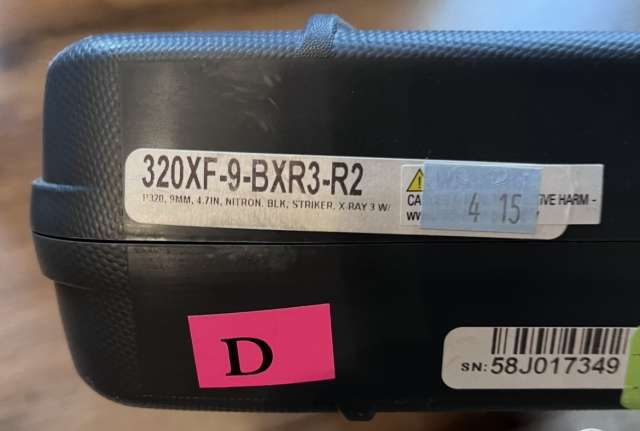 320XF-9-BXR3-R2
P320, 9MM, 4.7IN, NITRON, BLK, STRIKER, X-RAY 3 W/
CA
HARM -
4 15
D
SN: 58J017349